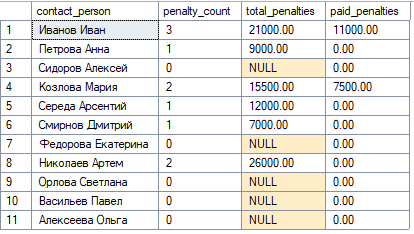 contact_person penalty_count total_penalties paid_penalties
1 Иванов Иван 3 21000.00 11000.00
2 Петрова Анна 1 9000.00 0.00
3 Сидоров Алексей 0 NULL 0.00
4 Козлова Мария 2 15500.00 7500.00
5 Середа Арсентий 1 12000.00 0.00
6 Смирнов Дмитрий 1 7000.00 0.00
7 Федорова Екатерина 0 NULL 0.00
8 Николаев Артем 2 26000.00 0.00
9 Орлова Светлана 0 NULL 0.00
10 Васильев Павел 0 NULL 0.00
11 Алексеева Ольга 0 NULL 0.00